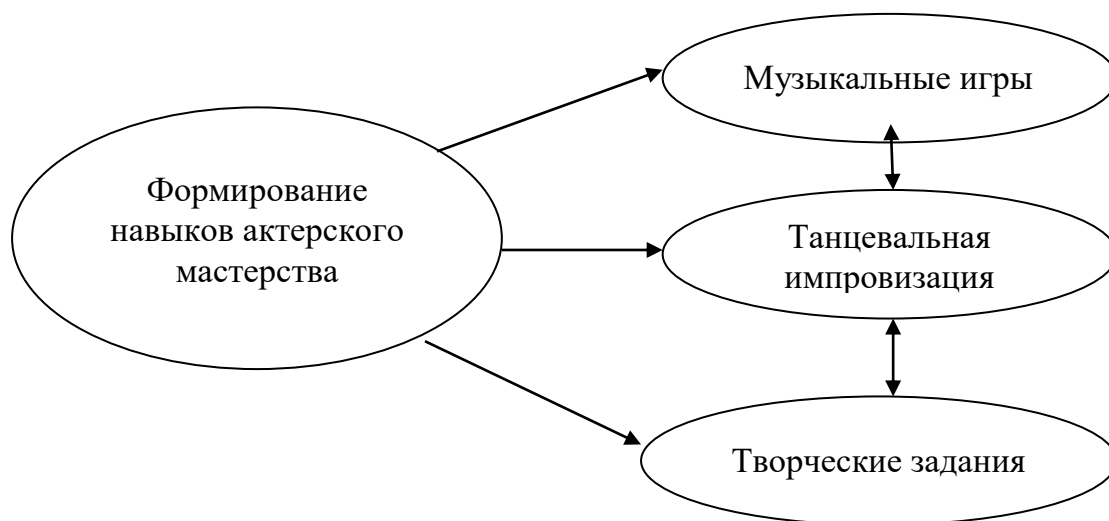 Музыкальные игры
Формирование
навыков актерского
мастерства
Танцевальная
импровизация
Творческие задания